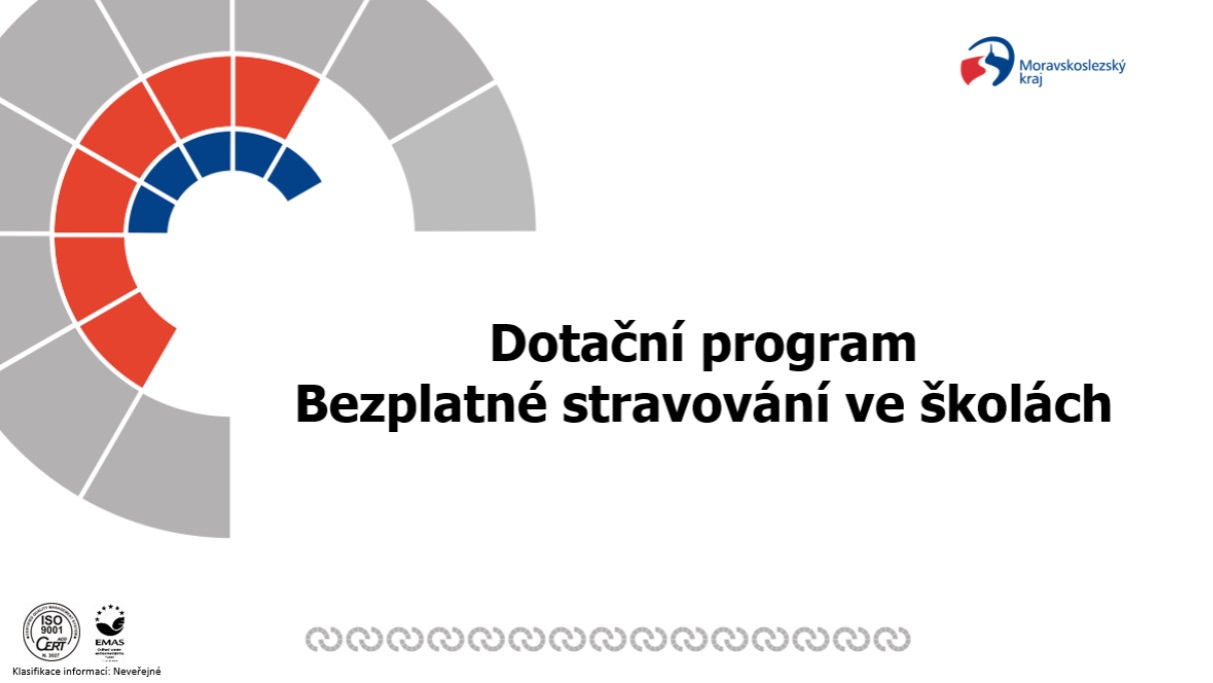 Moravskoslezský
kraj
Dotační program
Bezplatné stravování ve školách
ISO
9001
CERT
EMAS
Klasifikace informací: Neveřejné